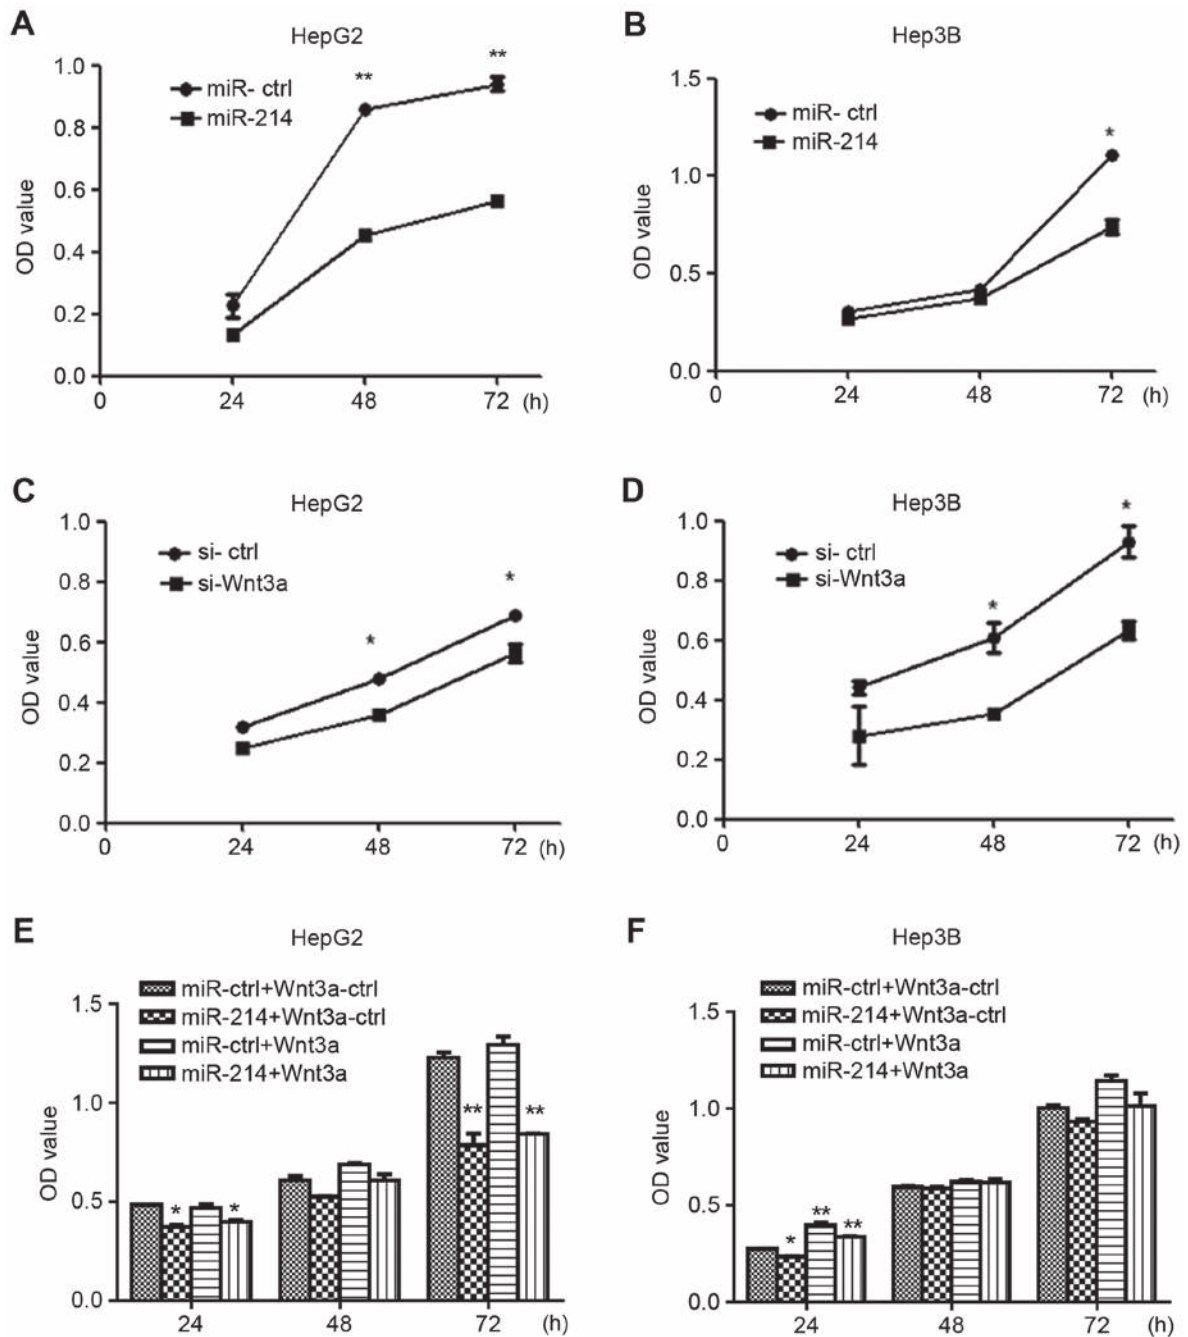 A
HepG2
1.0
0.8
0.6
0.4
0.2
0.0
OD value
miR- ctrl
miR-214
**
**
0
24
48
72
(h)
B
Hep3B
1.5
1.0
0.5
0.0
OD value
miR- ctrl
miR-214
*
0
24
48
72
(h)
C
HepG2
1.0
0.8
0.6
0.4
0.2
0.0
OD value
si- ctrl
si-Wnt3a
*
*
0
24
48
72
(h)
D
Hep3B
1.0
0.8
0.6
0.4
0.2
0.0
OD value
si- ctrl
si-Wnt3a
*
*
0
24
48
72
(h)
E
HepG2
miR-ctrl+Wnt3a-ctrl
miR-214+Wnt3a-ctrl
miR-ctrl+Wnt3a
miR-214+Wnt3a
1.5
1.0
0.5
0.0
OD value
*
*
**
**
24
48
72
(h)
F
Hep3B
miR-ctrl+Wnt3a-ctrl
miR-214+Wnt3a-ctrl
miR-ctrl+Wnt3a
miR-214+Wnt3a
1.5
1.0
0.5
0.0
OD value
*
**
**
24
48
72
(h)